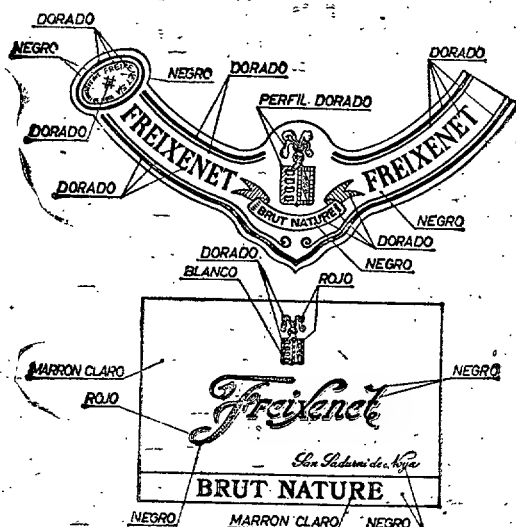 DORADO
NEGRO
NEGRO
DORADO
DORADO
PERFIL DORADO
DORADO
FREIXENET
FREIXENET
DORADO
BRUT NATURE
NEGRO
DORADO
NEGRO
DORADO
BLANCO
ROJO
MARRON CLARO
NEGRO
ROJO
Freixenet
San Sadurní de Noya
BRUT NATURE
NEGRO
MARRON CLARO
NEGRO